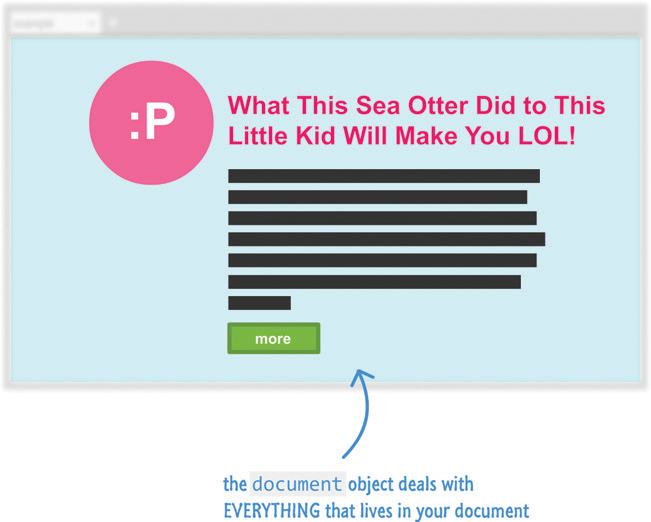 example
:P
What This Sea Otter Did to This
Little Kid Will Make You LOL!
more
the document object deals with
EVERYTHING that lives in your document